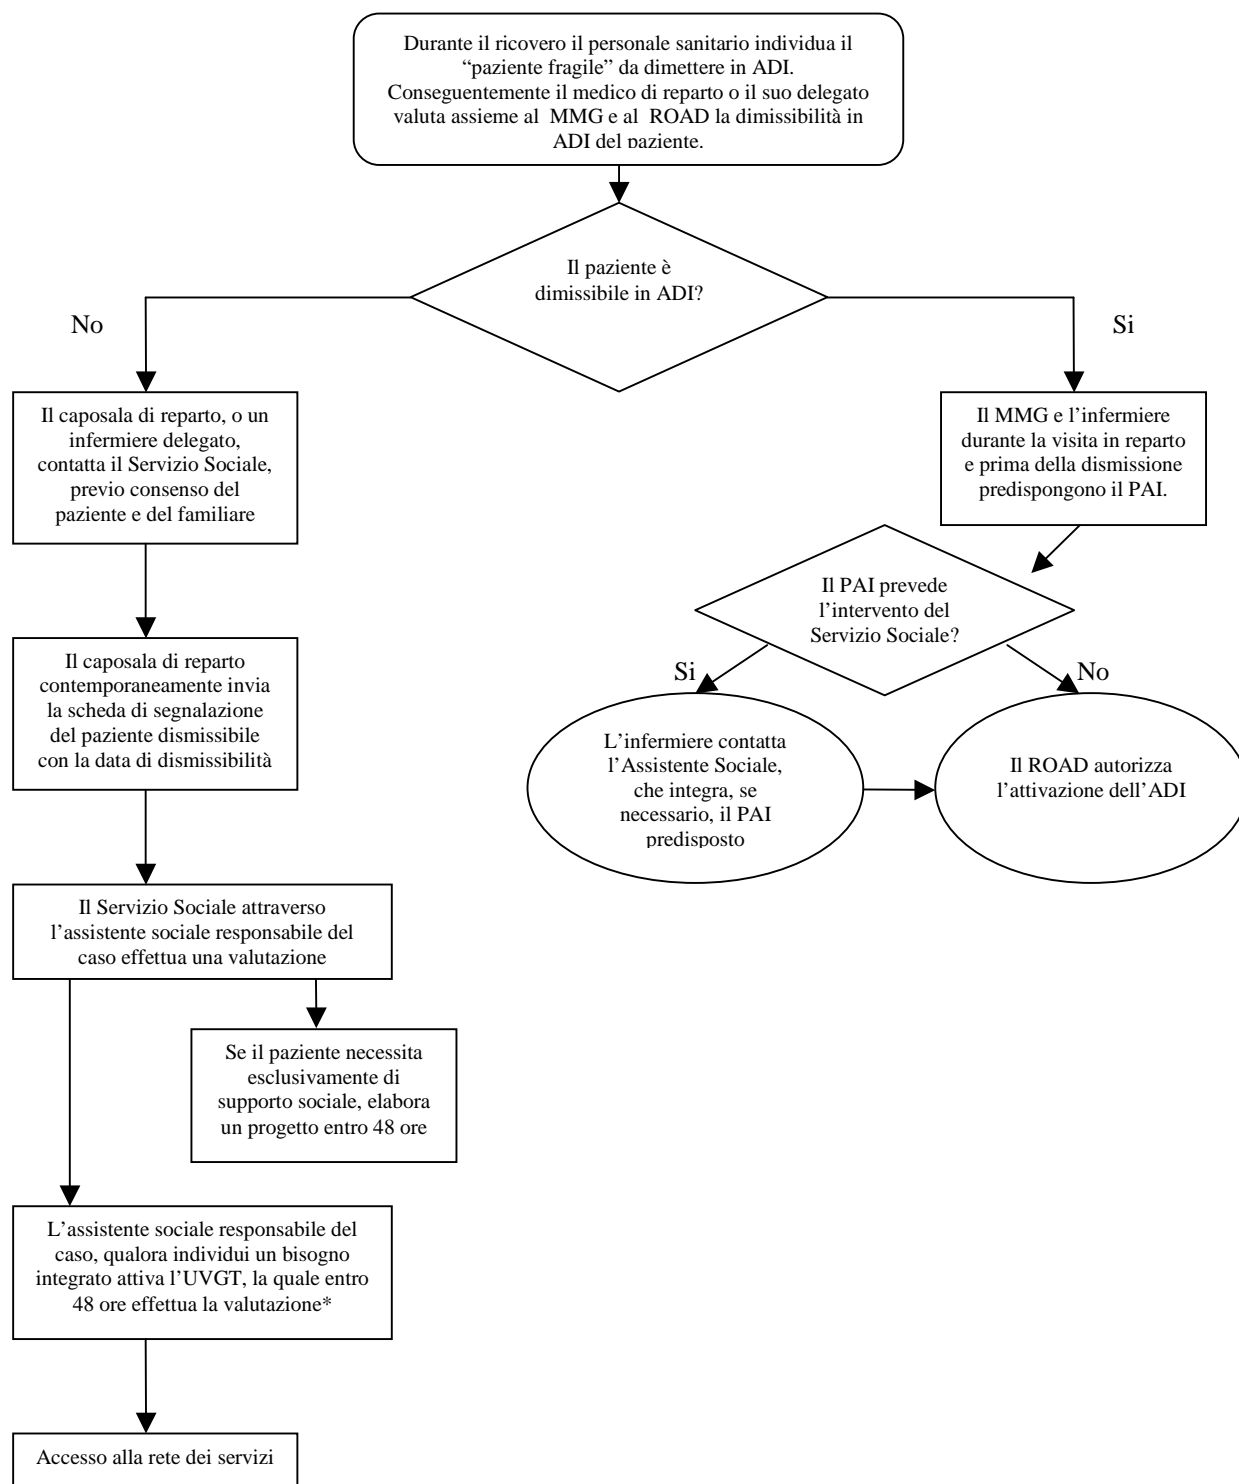 Durante il ricovero il personale sanitario individua il
“paziente fragile” da dimettere in ADI.
Conseguentemente il medico di reparto o il suo delegato
valuta assieme al MMG e al ROAD la dimissibilità in
ADI del paziente.
Il paziente è
dimissibile in ADI?
No
Si
Il caposala di reparto, o un
infermiere delegato,
contatta il Servizio Sociale,
previo consenso del
paziente e del familiare
Il MMG e l’infermiere
durante la visita in reparto
e prima della dismissione
predispongono il PAI.
Il PAI prevede
l’intervento del
Servizio Sociale?
Si
No
Il caposala di reparto
contemporaneamente invia
la scheda di segnalazione
del paziente dismissibile
con la data di dismissibilità
L’infermiere contatta
l’Assistente Sociale,
che integra, se
necessario, il PAI
predisposto
Il ROAD autorizza
l’attivazione dell’ADI
Il Servizio Sociale attraverso
l’assistente sociale responsabile del
caso effettua una valutazione
Se il paziente necessita
esclusivamente di
supporto sociale, elabora
un progetto entro 48 ore
L’assistente sociale responsabile del
caso, qualora individui un bisogno
integrato attiva l’UVGT, la quale entro
48 ore effettua la valutazione*
Accesso alla rete dei servizi